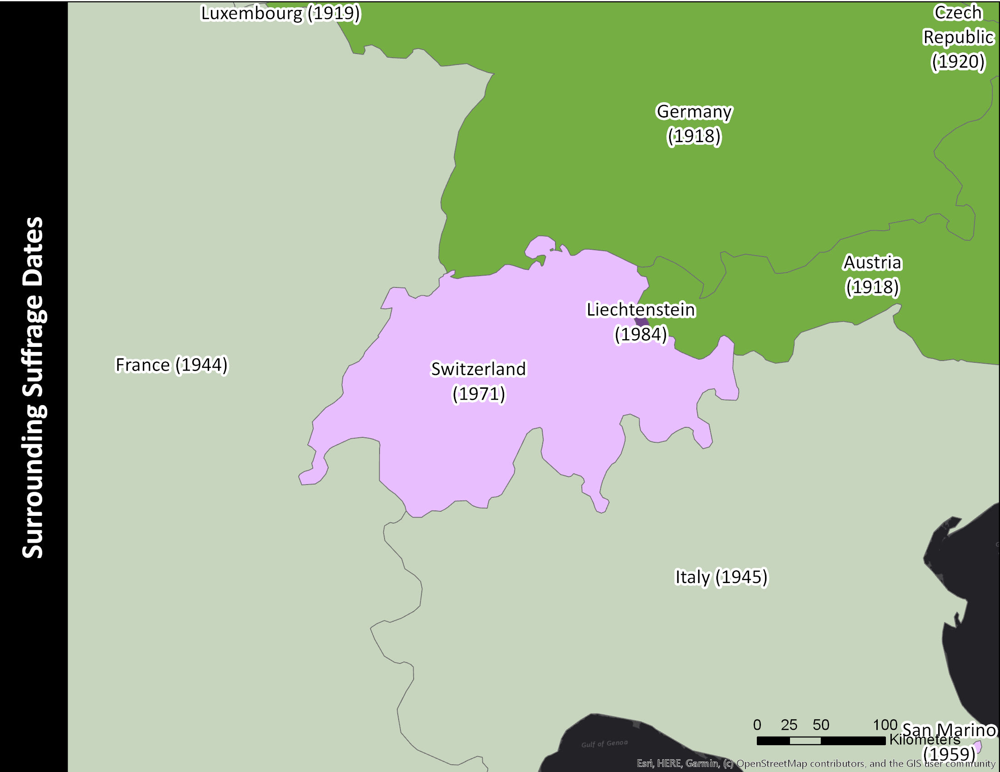 Surrounding Suffrage Dates
Luxembourg (1919)
Czech
Republic
(1920)
Germany
(1918)
Austria
(1918)
Liechtenstein
(1984)
France (1944)
Switzerland
(1971)
Italy (1945)
0 25 50 100
Kilometers
San Marino
(1959)
Gulf of Genoa
Esri, HERE, Garmin, (c) OpenStreetMap contributors, and the GIS user community